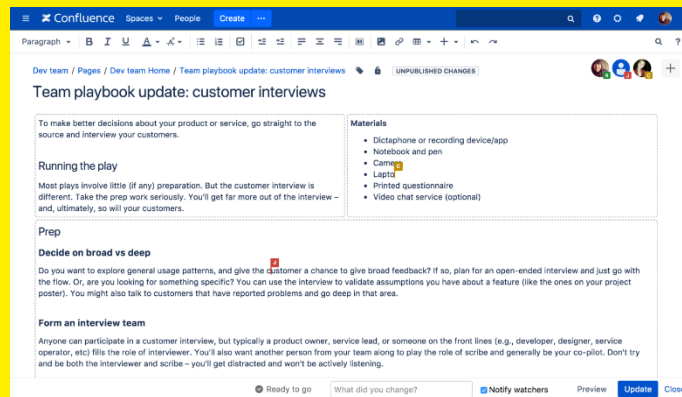 Confluence Spaces People Create ...
Paragraph B I U A
Dev team / Pages / Dev team Home / Team playbook update: customer interviews UNPUBLISHED CHANGES
Team playbook update: customer interviews
To make better decisions about your product or service, go straight to the
source and interview your customers.
Running the play
Most plays involve little (if any) preparation. But the customer interview is
different. Take the prep work seriously. You'll get far more out of the interview –
and, ultimately, so will your customers.
Materials
• Dictaphone or recording device/app
• Notebook and pen
• Camera
• Lapto
• Printed questionnaire
• Video chat service (optional)
Prep
Decide on broad vs deep
Do you want to explore general usage patterns, and give the customer a chance to give broad feedback? If so, plan for an open-ended interview and just go with
the flow. Or, are you looking for something specific? You can use the interview to validate assumptions you have about a feature (like the ones on your project
poster). You might also talk to customers that have reported problems and go deep in that area.
Form an interview team
Anyone can participate in a customer interview, but typically a product owner, service lead, or someone on the front lines (e.g., developer, designer, service
operator, etc) fills the role of interviewer. You'll also want another person from your team along to play the role of scribe and generally be your co-pilot. Don't try
and be both the interviewer and scribe – you'll get distracted and won't be actively listening.
Ready to go What did you change? Notify watchers Preview Update Close